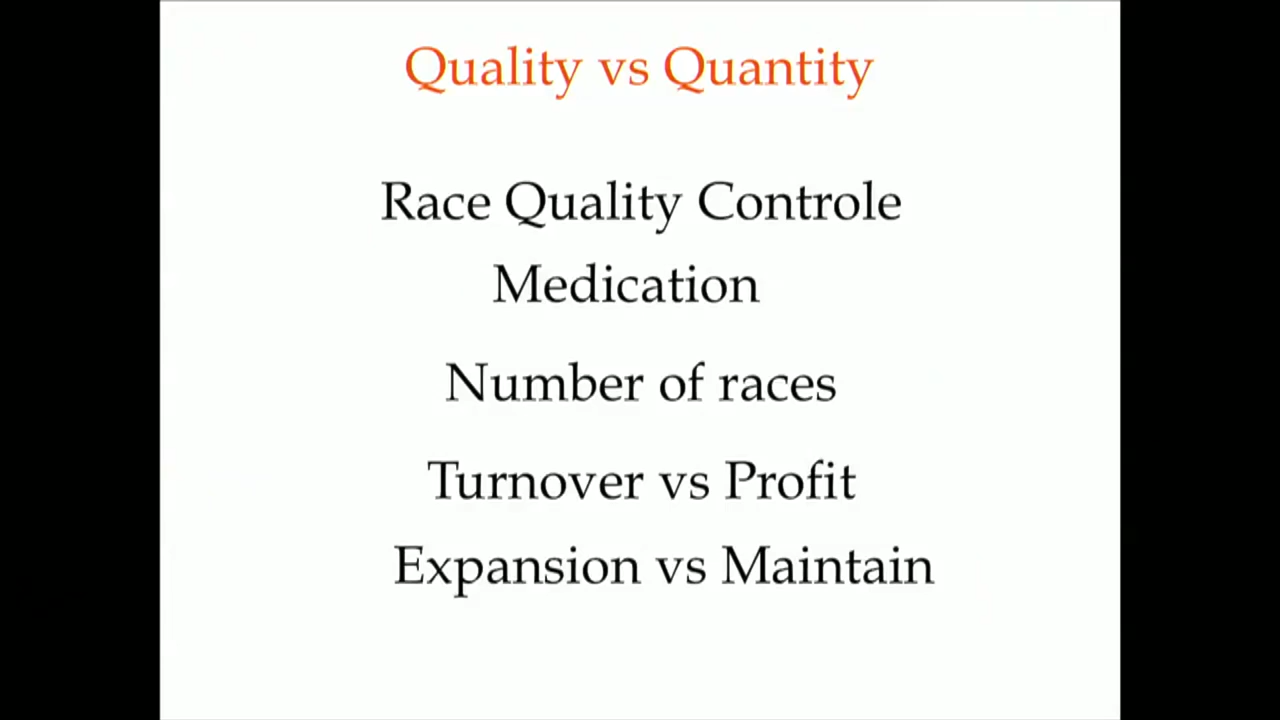 Quality vs Quantity
Race Quality Controle
Medication
Number of races
Turnover vs Profit
Expansion vs Maintain